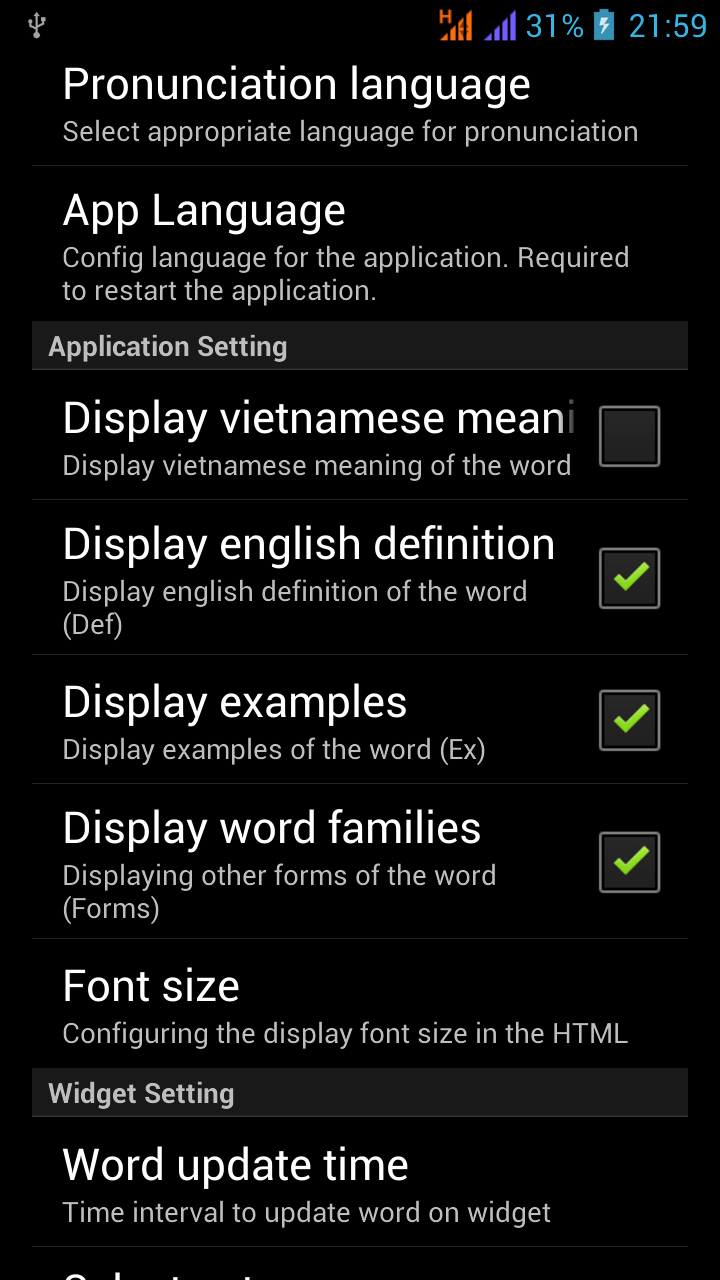 H 31% 21:59
Pronunciation language
Select appropriate language for pronunciation
App Language
Config language for the application. Required
to restart the application.
Application Setting
Display vietnamese meani
Display vietnamese meaning of the word
Display english definition
Display english definition of the word
(Def)
Display examples
Display examples of the word (Ex)
Display word families
Displaying other forms of the word
(Forms)
Font size
Configuring the display font size in the HTML
Widget Setting
Word update time
Time interval to update word on widget